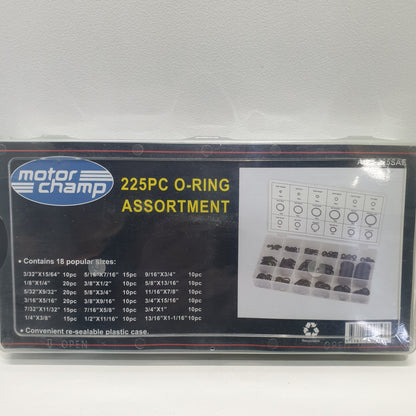 motor
champ
225PC O-RING
ASSORTMENT
• Contains 18 popular sizes:
3/32"X15/64" 10pc 5/16"X7/16" 15pc 9/16"X3/4" 10pc
1/8"X1/4" 20pc 3/8"X1/2" 10pc 5/8"X13/16" 10pc
5/32"X9/32" 20pc 5/8"X3/4" 10pc 11/16"X7/8" 10pc
3/16"X5/16" 20pc 3/8"X9/16" 10pc 3/4"X15/16" 10pc
7/32"X11/32" 15pc 7/16"X5/8" 10pc 3/4"X1" 10pc
1/4"X3/8" 15pc 1/2"X11/16" 10pc 13/16"X1-1/16" 10pc
• Convenient re-sealable plastic case.
Recyclable
OPEN